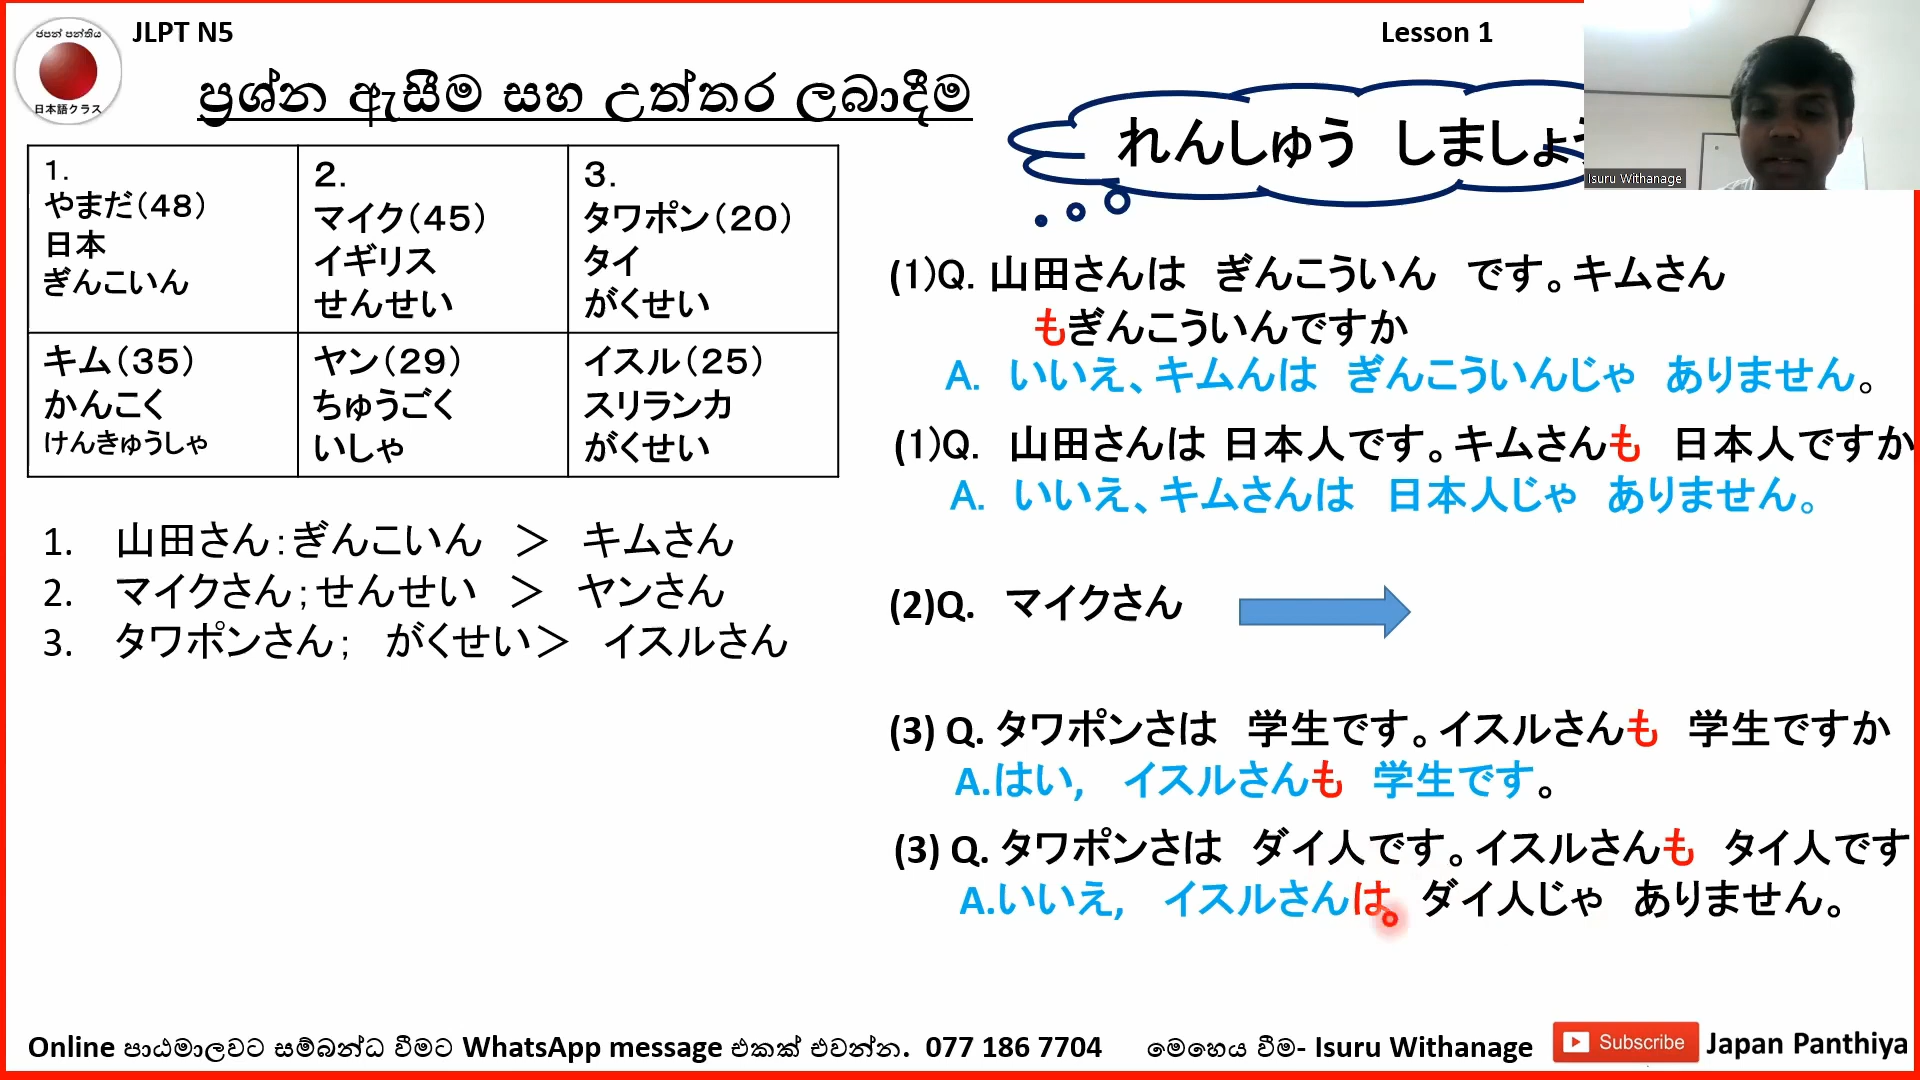 ජපන් පන්තිය
日本語クラス
JLPT N5
Lesson 1
ප්‍රශ්න ඇසීම සහ උත්තර ලබාදීම
れんしゅう しましょう
Isuru Withanage
1.
やまだ(48)
日本
ぎんこいん
2.
マイク(45)
イギリス
せんせい
3.
タワポン(20)
タイ
がくせい
キム(35)
かんこく
けんきゅうしゃ
ヤン(29)
ちゅうごく
いしゃ
イスル(25)
スリランカ
がくせい
1. 山田さん:ぎんこいん ＞ キムさん
2. マイクさん;せんせい ＞ ヤンさん
3. タワポンさん; がくせい＞ イスルさん
(1)Q. 山田さんは ぎんこういん です。キムさん
もぎんこういんですか
A. いいえ、キムんは ぎんこういんじゃ ありません。
(1)Q. 山田さんは 日本人です。キムさんも 日本人ですか
A. いいえ、キムさんは 日本人じゃ ありません。
(2)Q. マイクさん
(3) Q. タワポンさは 学生です。イスルさんも 学生ですか
A.はい, イスルさんも 学生です。
(3) Q. タワポンさは ダイ人です。イスルさんも タイ人です
A.いいえ, イスルさんは ダイ人じゃ ありません。
Online පාඨමාලවට සම්බන්ධ වීමට WhatsApp message එකක් එවන්න. 077 186 7704 මෙහෙය වීම- Isuru Withanage
Subscribe
Japan Panthiya